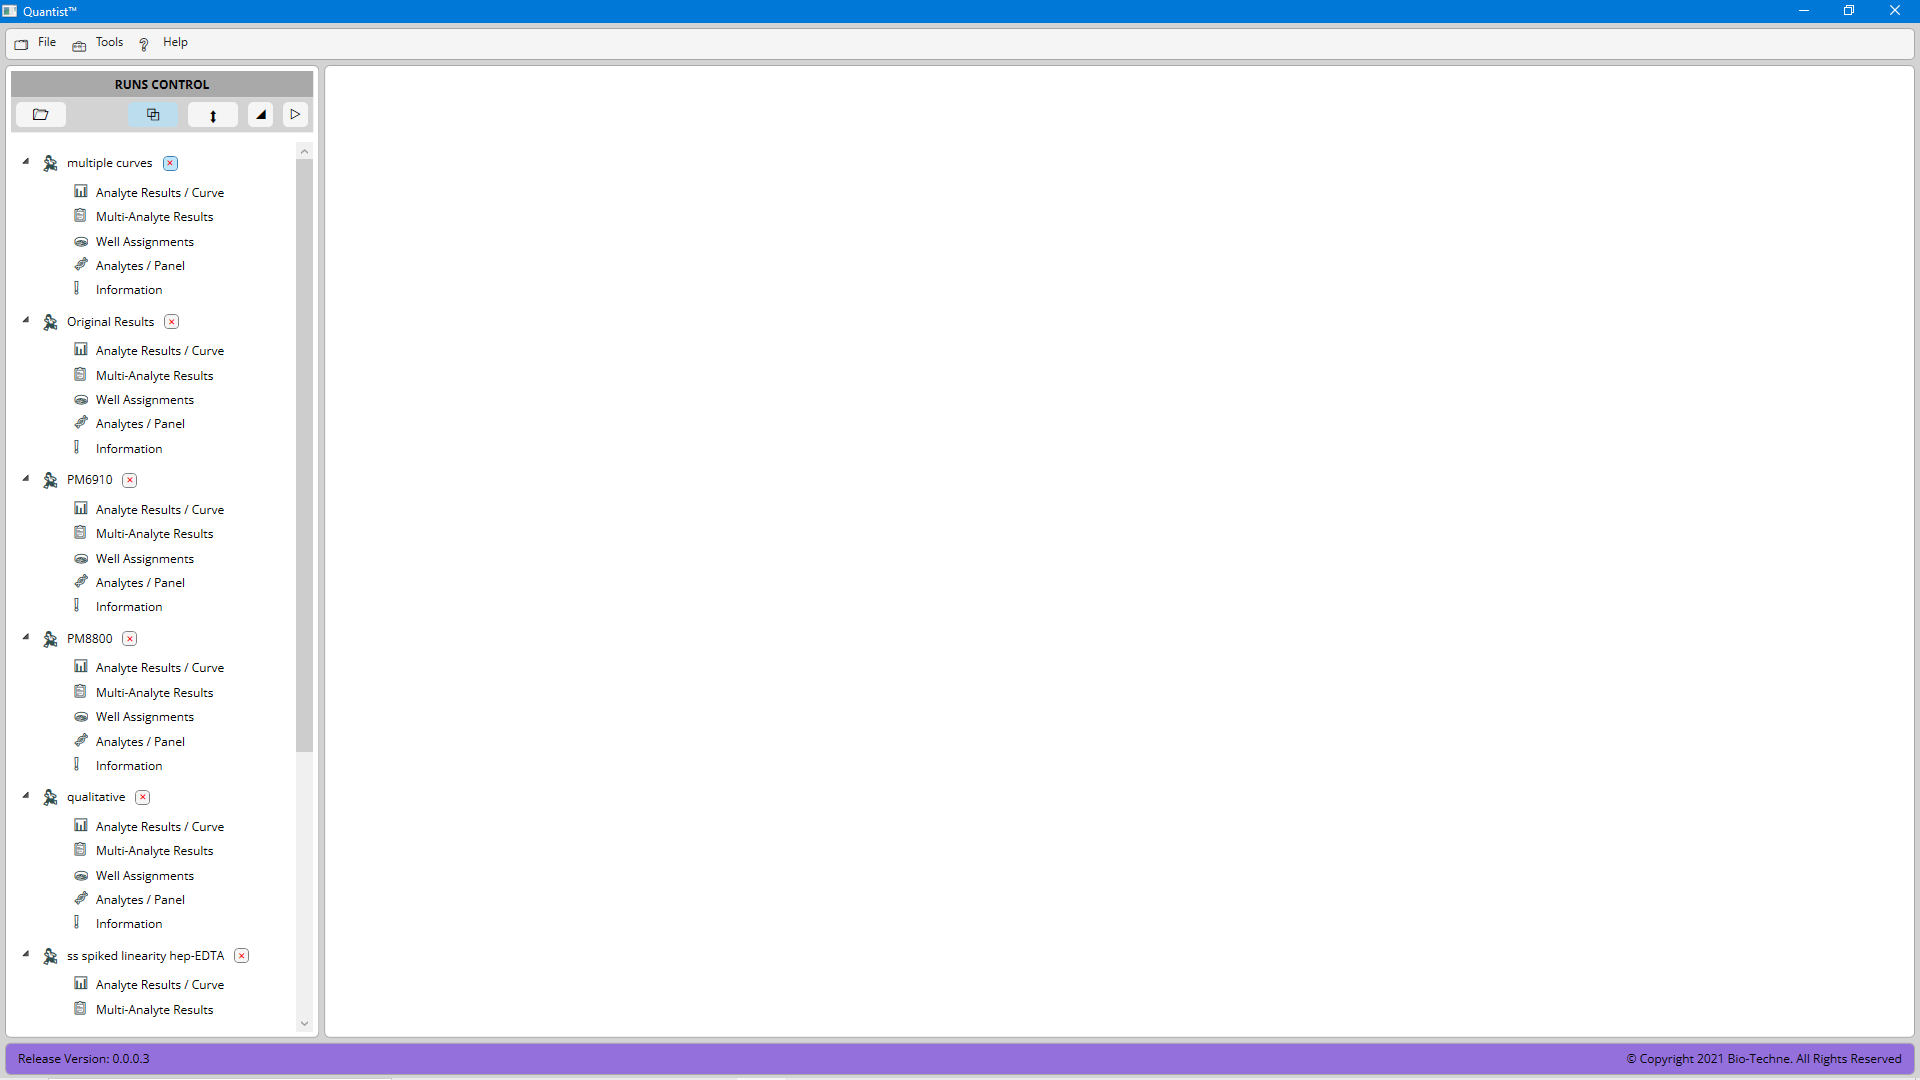 Quantist™
File Tools Help
RUNS CONTROL
multiple curves
Analyte Results / Curve
Multi-Analyte Results
Well Assignments
Analytes / Panel
Information
Original Results
Analyte Results / Curve
Multi-Analyte Results
Well Assignments
Analytes / Panel
Information
PM6910
Analyte Results / Curve
Multi-Analyte Results
Well Assignments
Analytes / Panel
Information
PM8800
Analyte Results / Curve
Multi-Analyte Results
Well Assignments
Analytes / Panel
Information
qualitative
Analyte Results / Curve
Multi-Analyte Results
Well Assignments
Analytes / Panel
Information
ss spiked linearity hep-EDTA
Analyte Results / Curve
Multi-Analyte Results
Release Version: 0.0.0.3
© Copyright 2021 Bio-Techne. All Rights Reserved